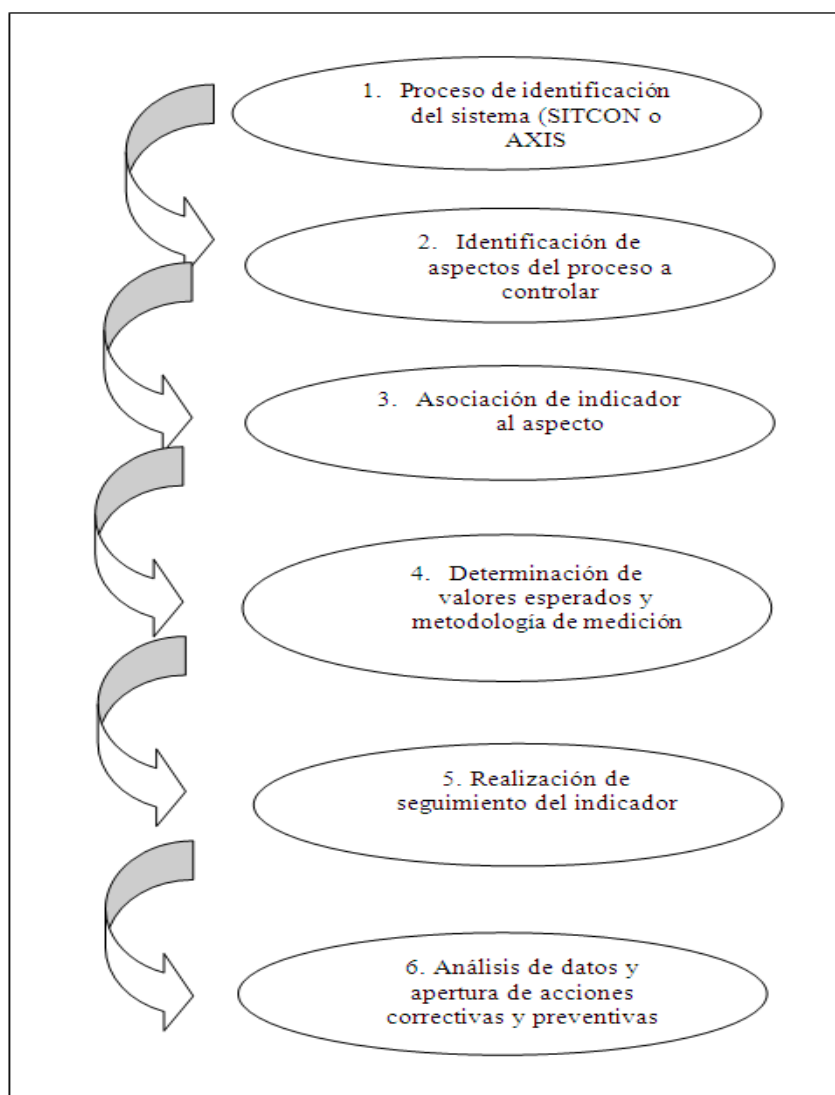 1. Proceso de identificación
del sistema (SITCON o
AXIS
2. Identificación de
aspectos del proceso a
controlar
3. Asociación de indicador
al aspecto
4. Determinación de
valores esperados y
metodología de medición
5. Realización de
seguimiento del indicador
6. Análisis de datos y
apertura de acciones
correctivas y preventivas